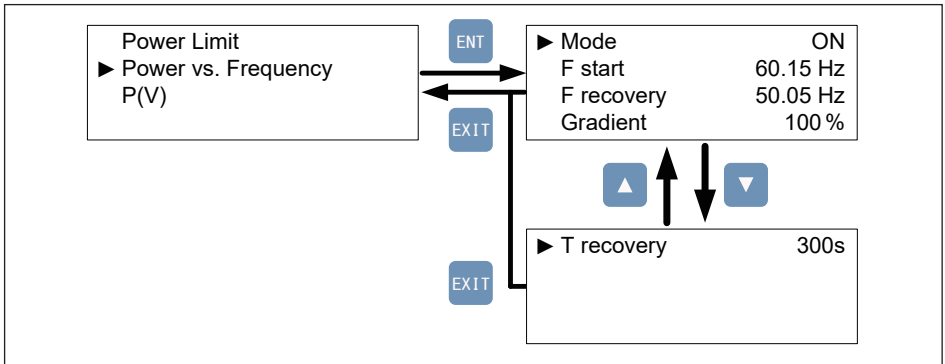 Power Limit
► Power vs. Frequency
P(V)
ENT
EXIT
► Mode ON
F start 60.15 Hz
F recovery 50.05 Hz
Gradient 100 %
▲
▼
EXIT
► T recovery 300s